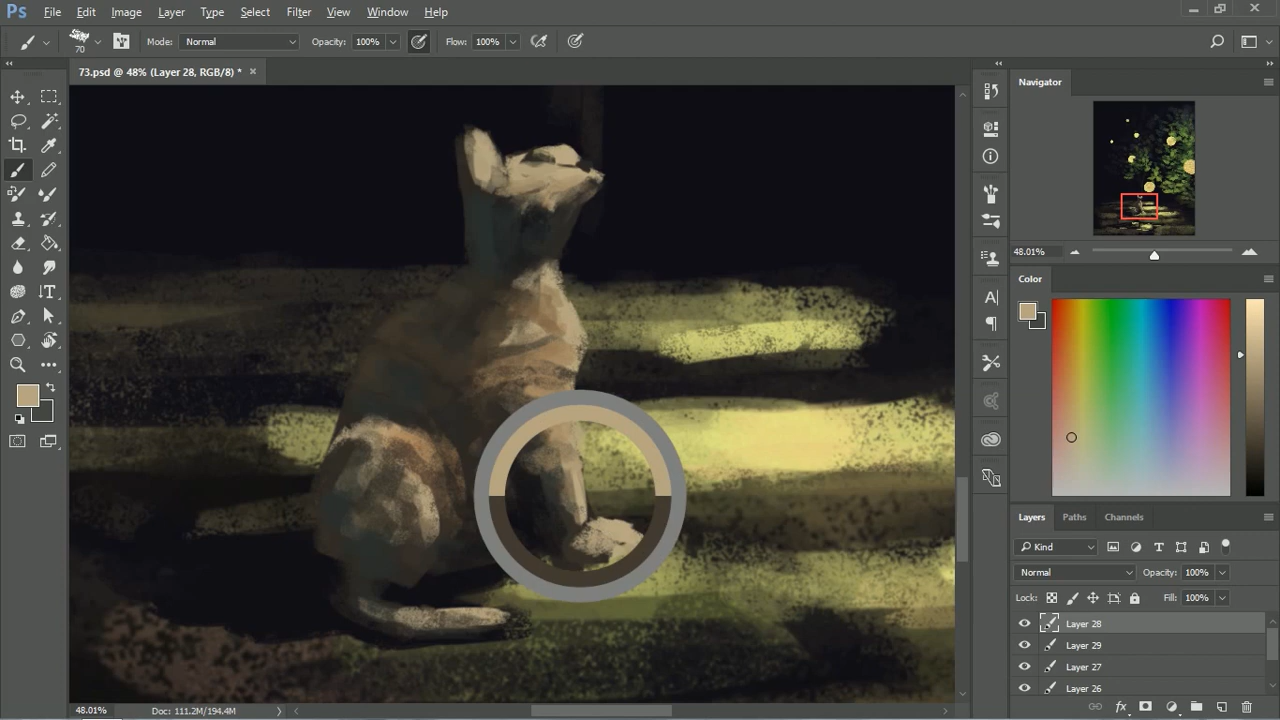 Ps File Edit Image Layer Type Select Filter View Window Help
70 Mode: Normal Opacity: 100% Flow: 100%
73.psd @ 48% (Layer 28, RGB/8) * ×
Navigator
48.01%
Color
Layers Paths Channels
Kind
Normal Opacity: 100%
Lock: Fill: 100%
Layer 28
Layer 29
Layer 27
Layer 26
48.01% Doc: 111.2M/194.4M